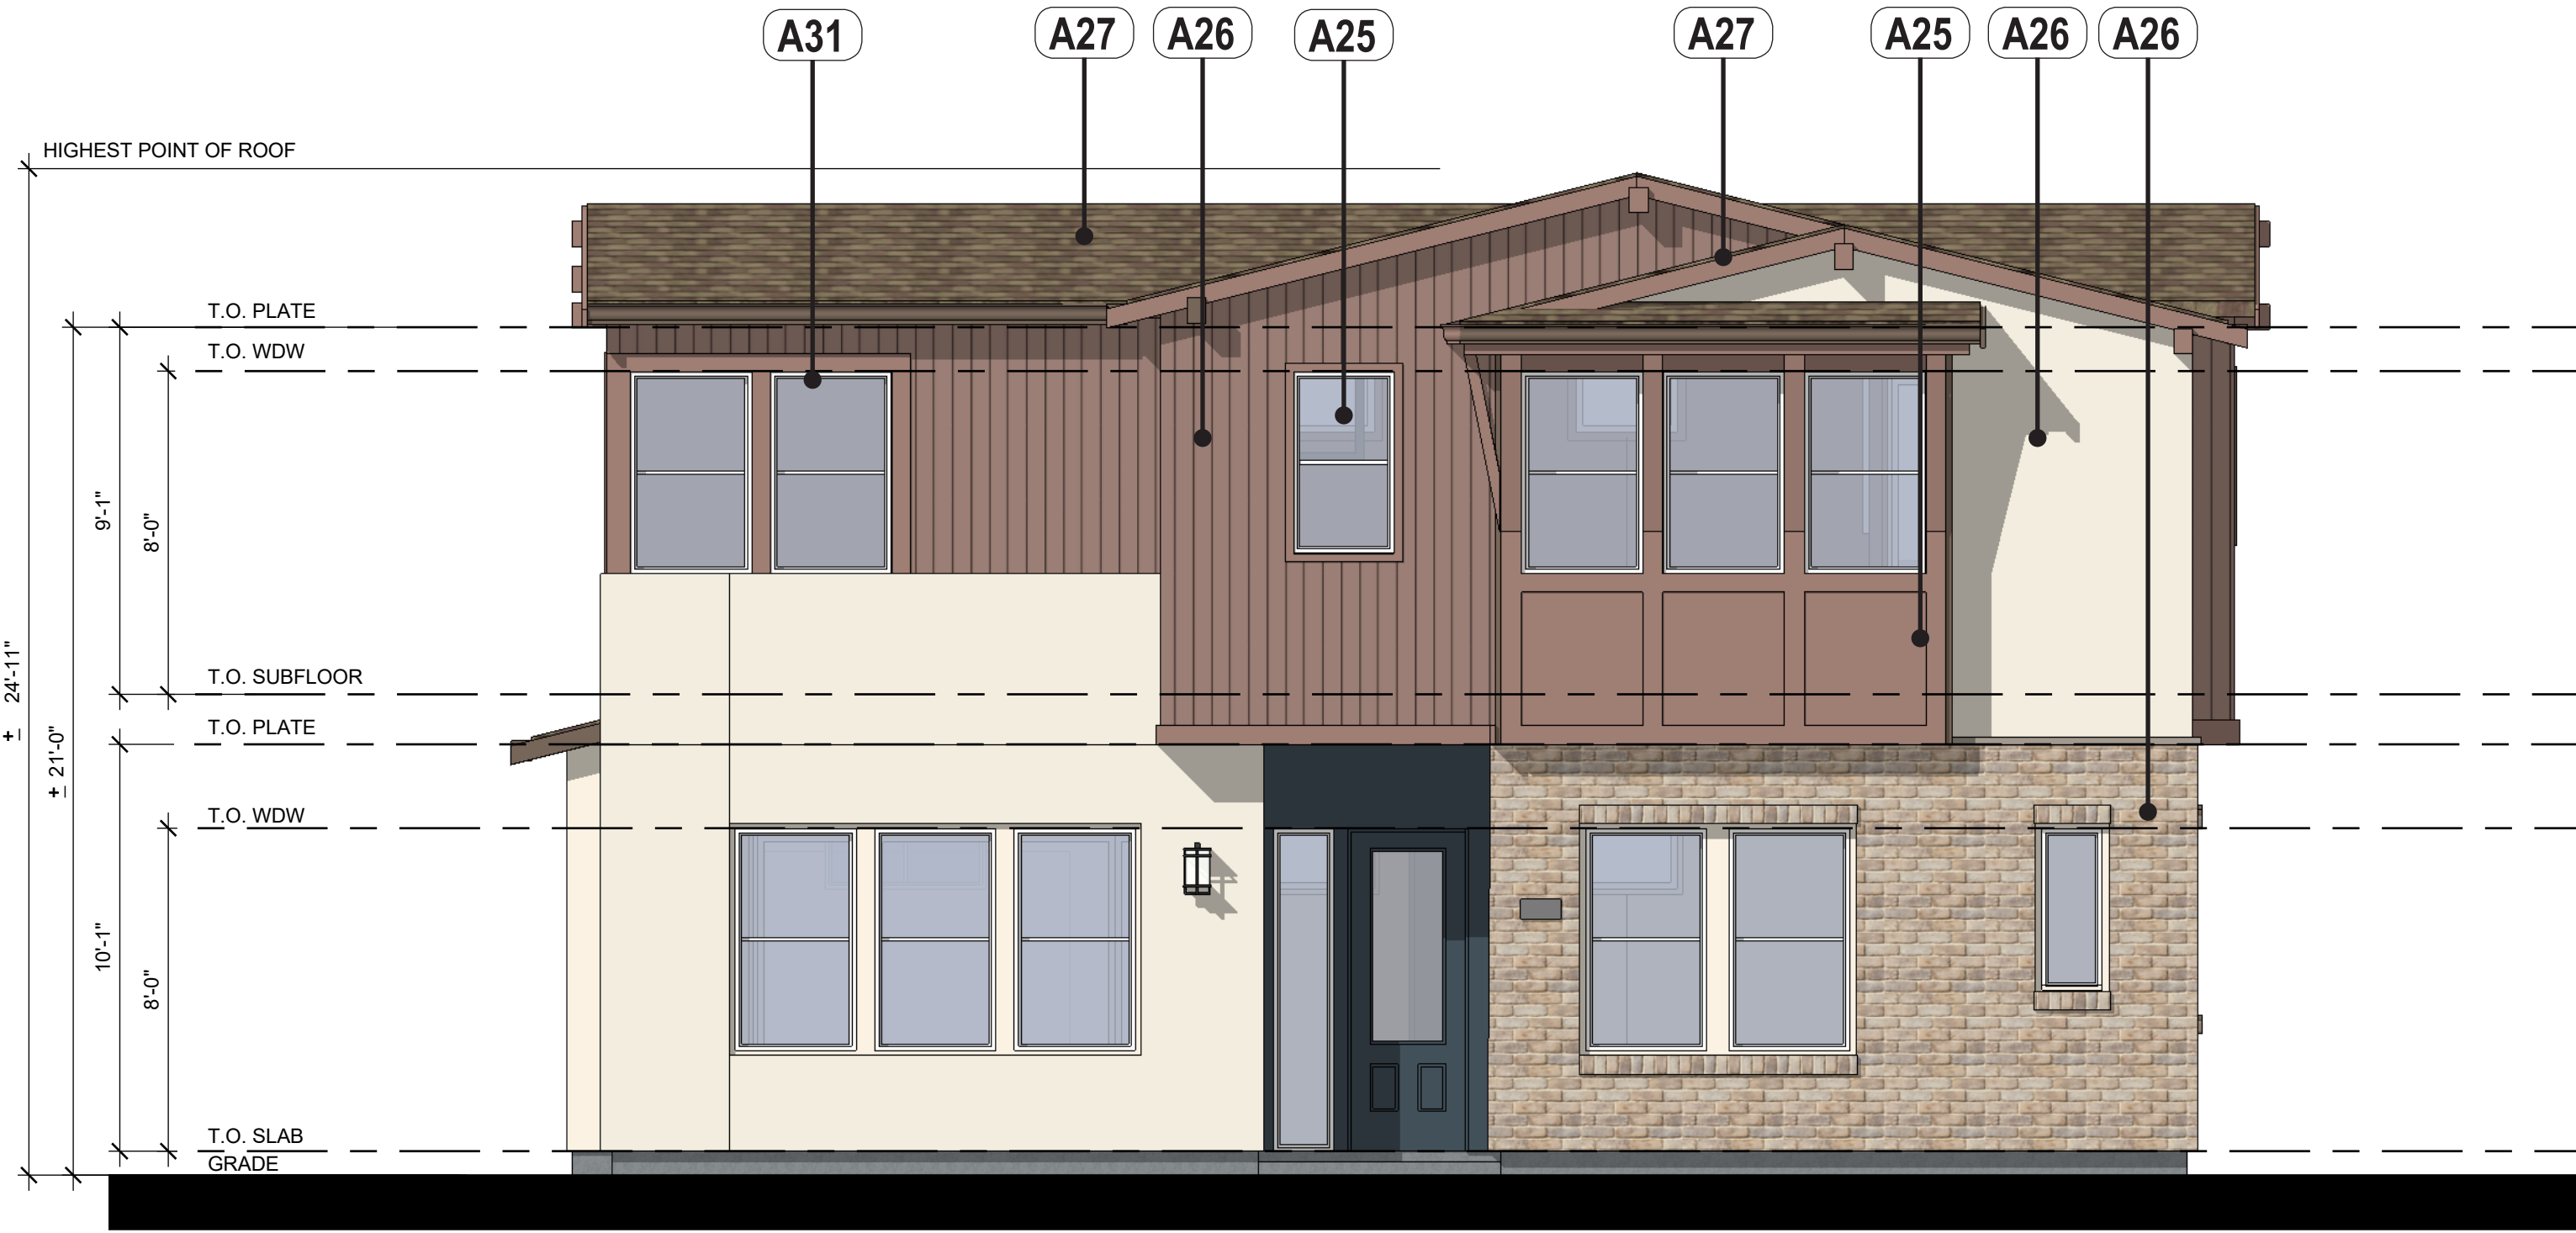 A31
A27
A26
A25
A27
A25
A26
A26
HIGHEST POINT OF ROOF
T.O. PLATE
T.O. WDW
9'-1"
8'-0"
T.O. SUBFLOOR
± 24'-11"
T.O. PLATE
± 21'-0"
T.O. WDW
10'-1"
8'-0"
T.O. SLAB
GRADE